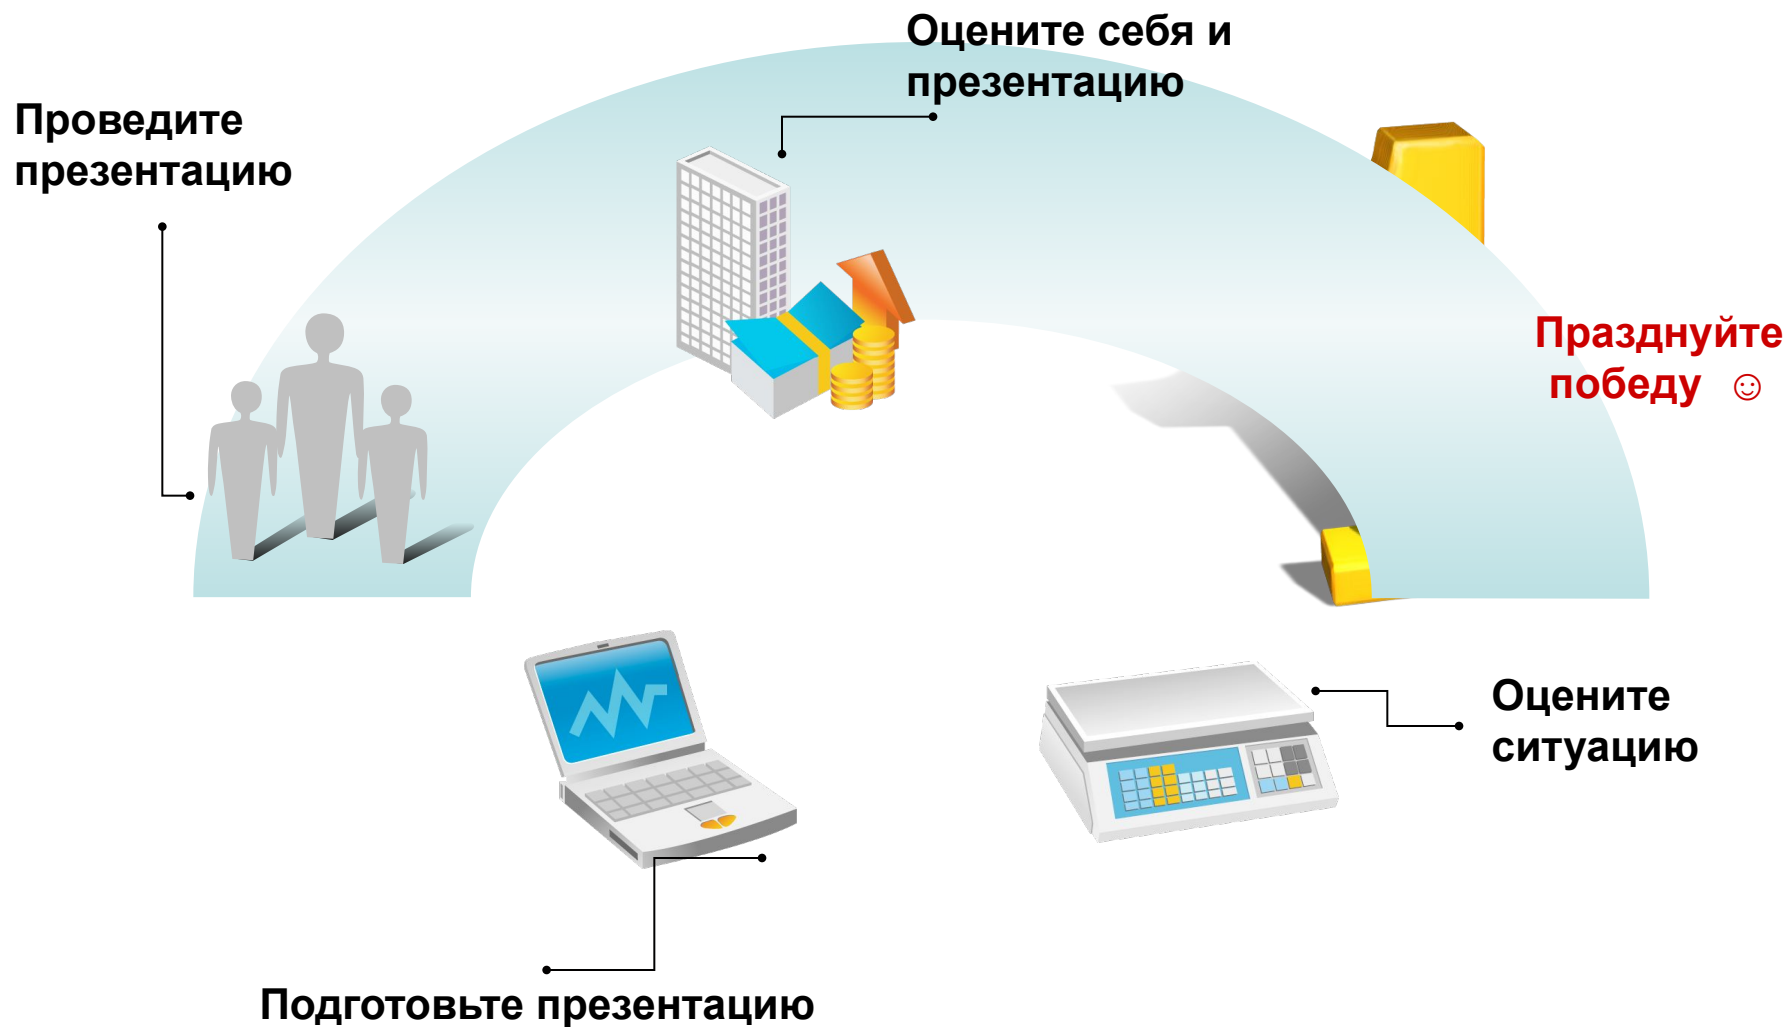 Оцените себя и
презентацию
Проведите
презентацию
Празднуйте
победу ☺
Оцените
ситуацию
Подготовьте презентацию